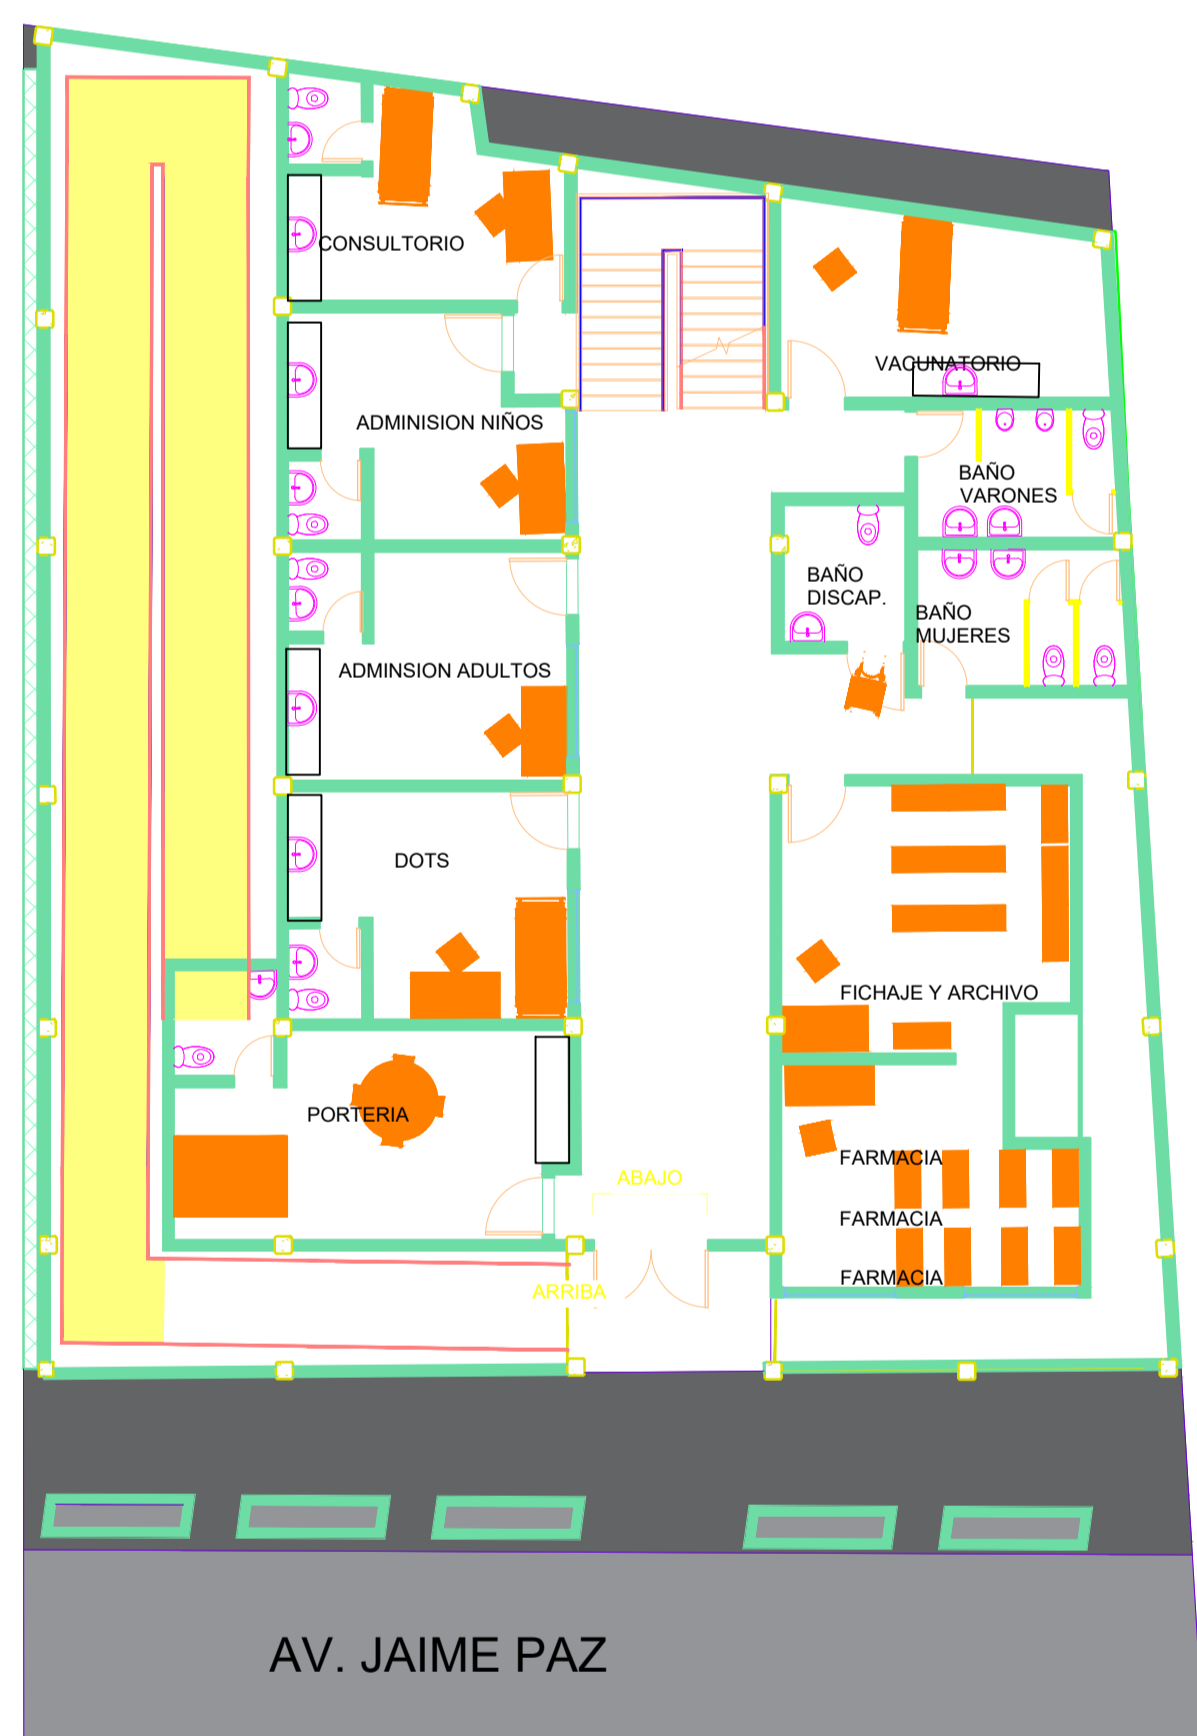 CONSULTORIO
VACUNATORIO
ADMINISION NIÑOS
BAÑO
VARONES
BAÑO
DISCAP.
BAÑO
MUJERES
ADMINSION ADULTOS
DOTS
FICHAJE Y ARCHIVO
PORTERIA
FARMACIA
ABAJO
FARMACIA
FARMACIA
ARRIBA
AV. JAIME PAZ